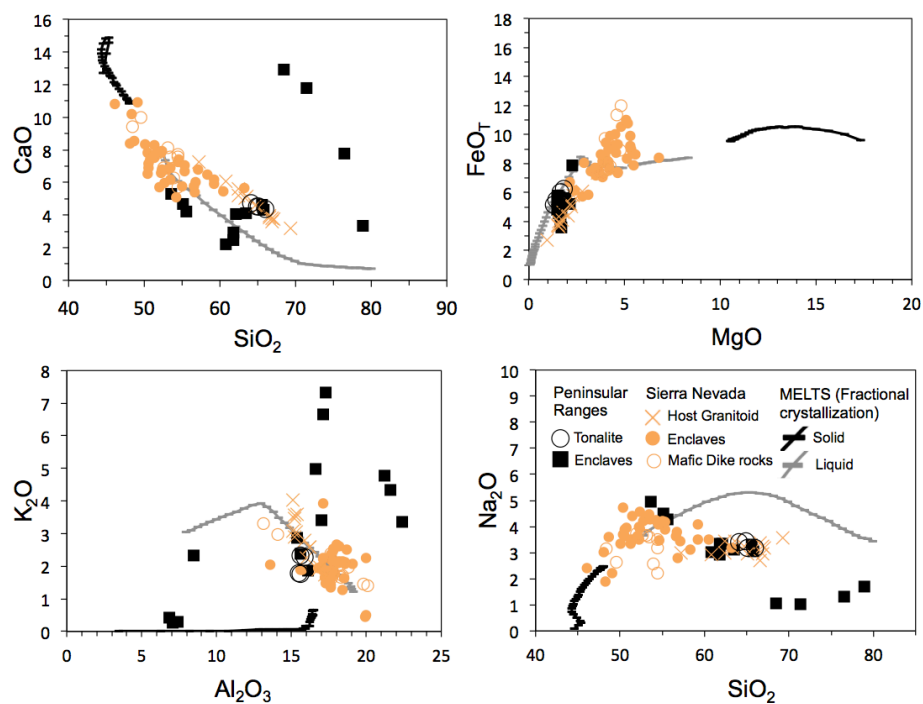 CaO
16
14
12
10
8
6
4
2
0
40 50 60 70 80 90
SiO₂
FeO_T
18
16
14
12
10
8
6
4
2
0
0 5 10 15 20
MgO
K₂O
8
7
6
5
4
3
2
1
0
0 5 10 15 20 25
Al₂O₃
Na₂O
10
9
8
7
6
5
4
3
2
1
0
40 50 60 70 80
SiO₂
Peninsular
Ranges
Tonalite
Enclaves
Sierra Nevada
Host Granitoid
Enclaves
Mafic Dike rocks
MELTS (Fractional
crystallization)
Solid
Liquid